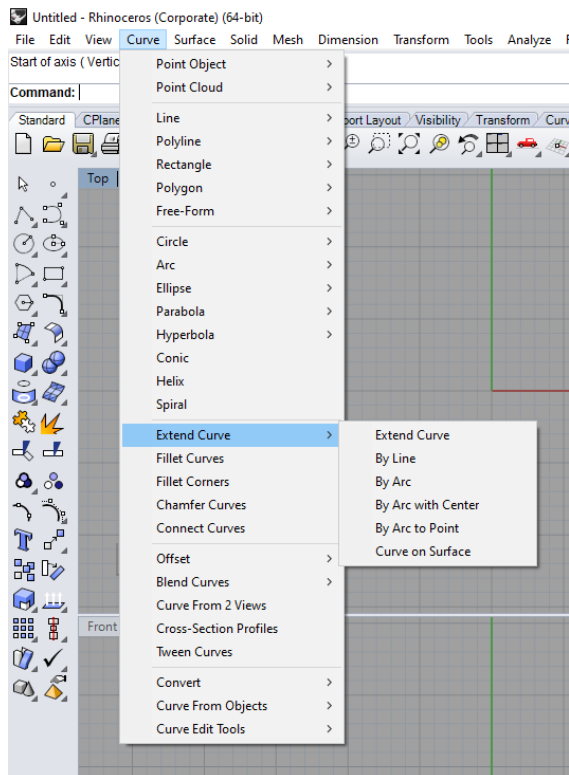 Untitled - Rhinoceros (Corporate) (64-bit)
File Edit View Curve Surface Solid Mesh Dimension Transform Tools Analyze
Start of axis ( Vertic
Command:
Standard CPlane port Layout Visibility Transform Curv
Top
Point Object
Point Cloud
Line
Polyline
Rectangle
Polygon
Free-Form
Circle
Arc
Ellipse
Parabola
Hyperbola
Conic
Helix
Spiral
Extend Curve
Fillet Curves
Fillet Corners
Chamfer Curves
Connect Curves
Offset
Blend Curves
Curve From 2 Views
Cross-Section Profiles
Tween Curves
Convert
Curve From Objects
Curve Edit Tools
Extend Curve
By Line
By Arc
By Arc with Center
By Arc to Point
Curve on Surface
Front